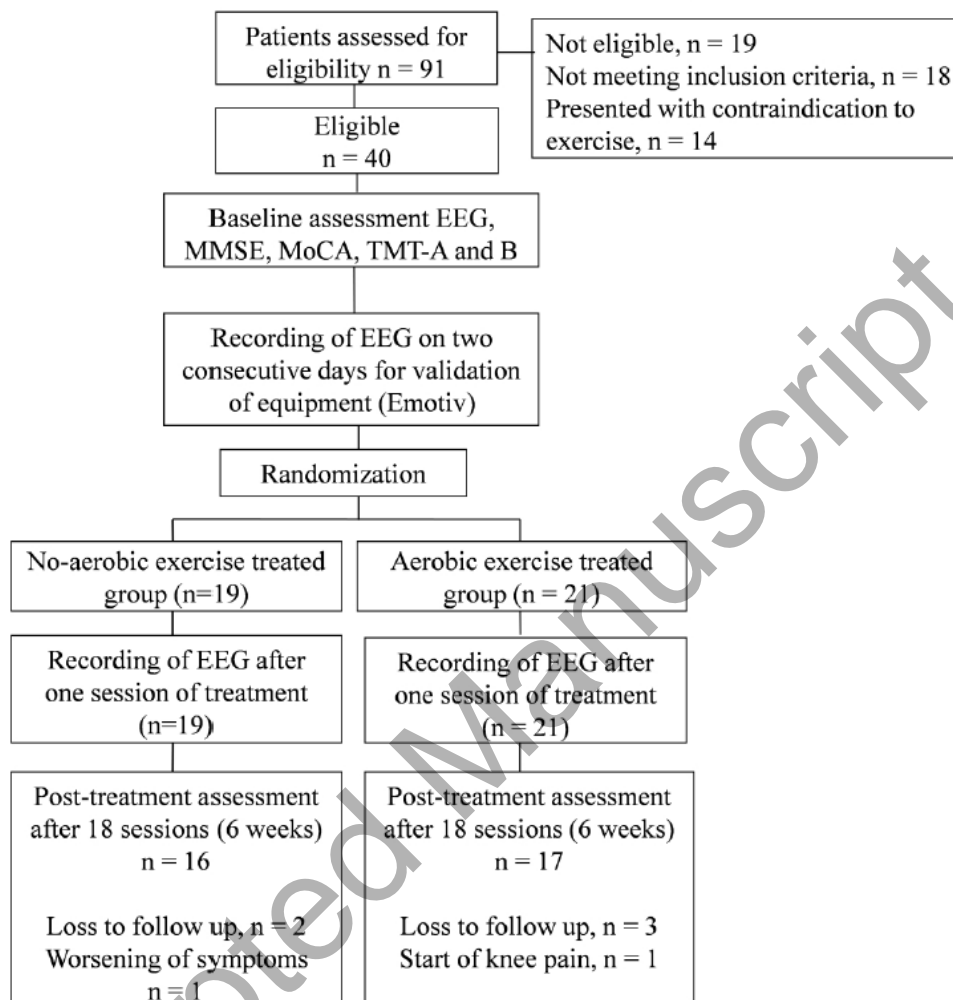 Patients assessed for
eligibility n = 91
Not eligible, n = 19
Not meeting inclusion criteria, n = 18
Presented with contraindication to
exercise, n = 14
Eligible
n = 40
Baseline assessment EEG,
MMSE, MoCA, TMT-A and B
Recording of EEG on two
consecutive days for validation
of equipment (Emotiv)
Randomization
No-aerobic exercise treated
group (n=19)
Aerobic exercise treated
group (n = 21)
Recording of EEG after
one session of treatment
(n=19)
Recording of EEG after
one session of treatment
(n = 21)
Post-treatment assessment
after 18 sessions (6 weeks)
n = 16
Loss to follow up, n = 2
Worsening of symptoms
n = 1
Post-treatment assessment
after 18 sessions (6 weeks)
n = 17
Loss to follow up, n = 3
Start of knee pain, n = 1
pted Manuscript